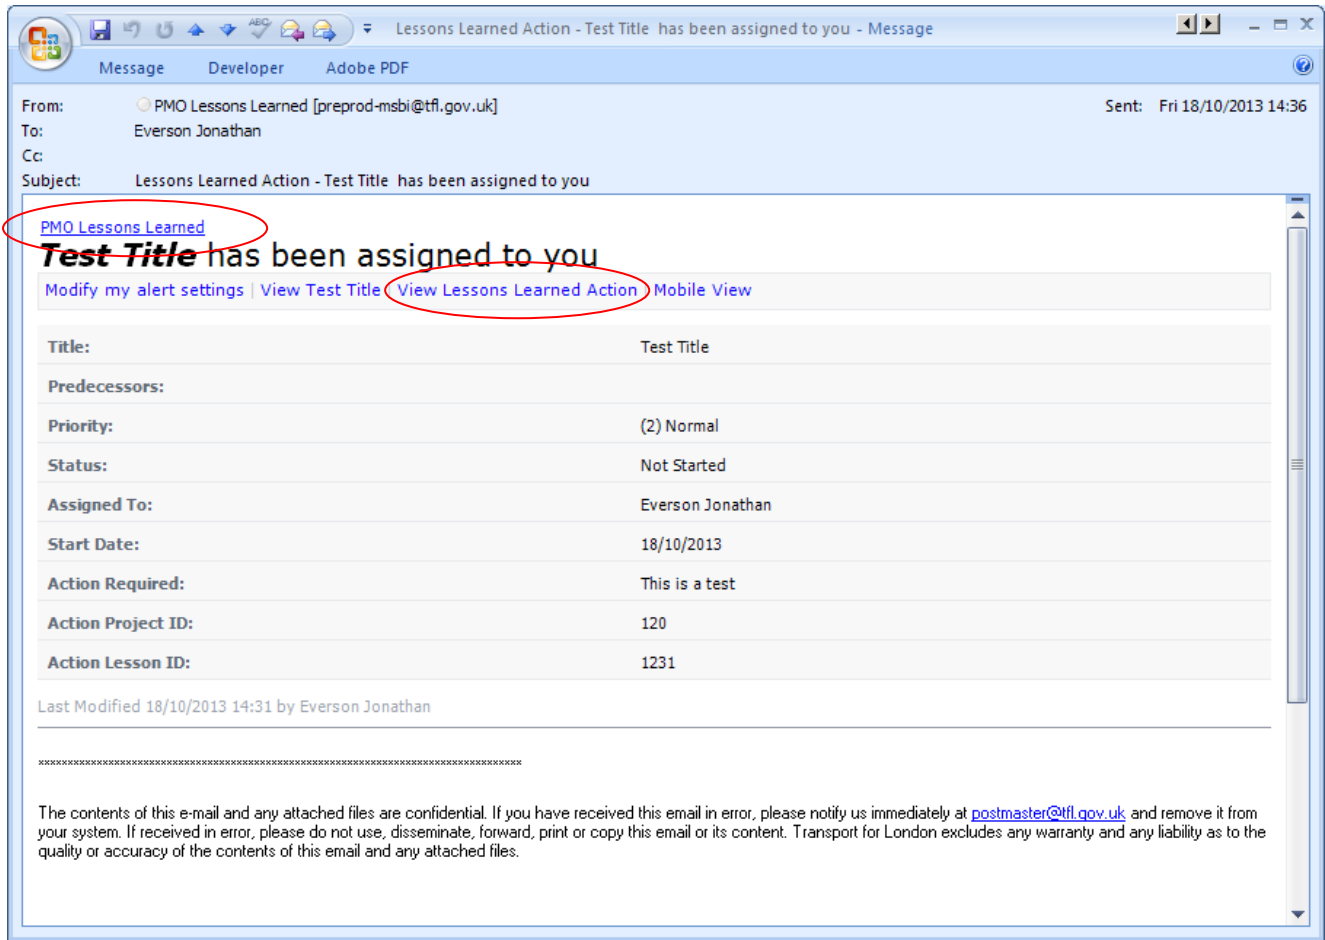 Lessons Learned Action - Test Title  has been assigned to you - Message
Message Developer Adobe PDF
From: PMO Lessons Learned [preprod-msbi@tfl.gov.uk] Sent: Fri 18/10/2013 14:36
To: Everson Jonathan
Cc:
Subject: Lessons Learned Action - Test Title  has been assigned to you
PMO Lessons Learned
Test Title has been assigned to you
Modify my alert settings | View Test Title View Lessons Learned Action Mobile View
Title: Test Title
Predecessors:
Priority: (2) Normal
Status: Not Started
Assigned To: Everson Jonathan
Start Date: 18/10/2013
Action Required: This is a test
Action Project ID: 120
Action Lesson ID: 1231
Last Modified 18/10/2013 14:31 by Everson Jonathan
***********************************************************************************
The contents of this e-mail and any attached files are confidential. If you have received this email in error, please notify us immediately at postmaster@tfl.gov.uk and remove it from
your system. If received in error, please do not use, disseminate, forward, print or copy this email or its content. Transport for London excludes any warranty and any liability as to the
quality or accuracy of the contents of this email and any attached files.